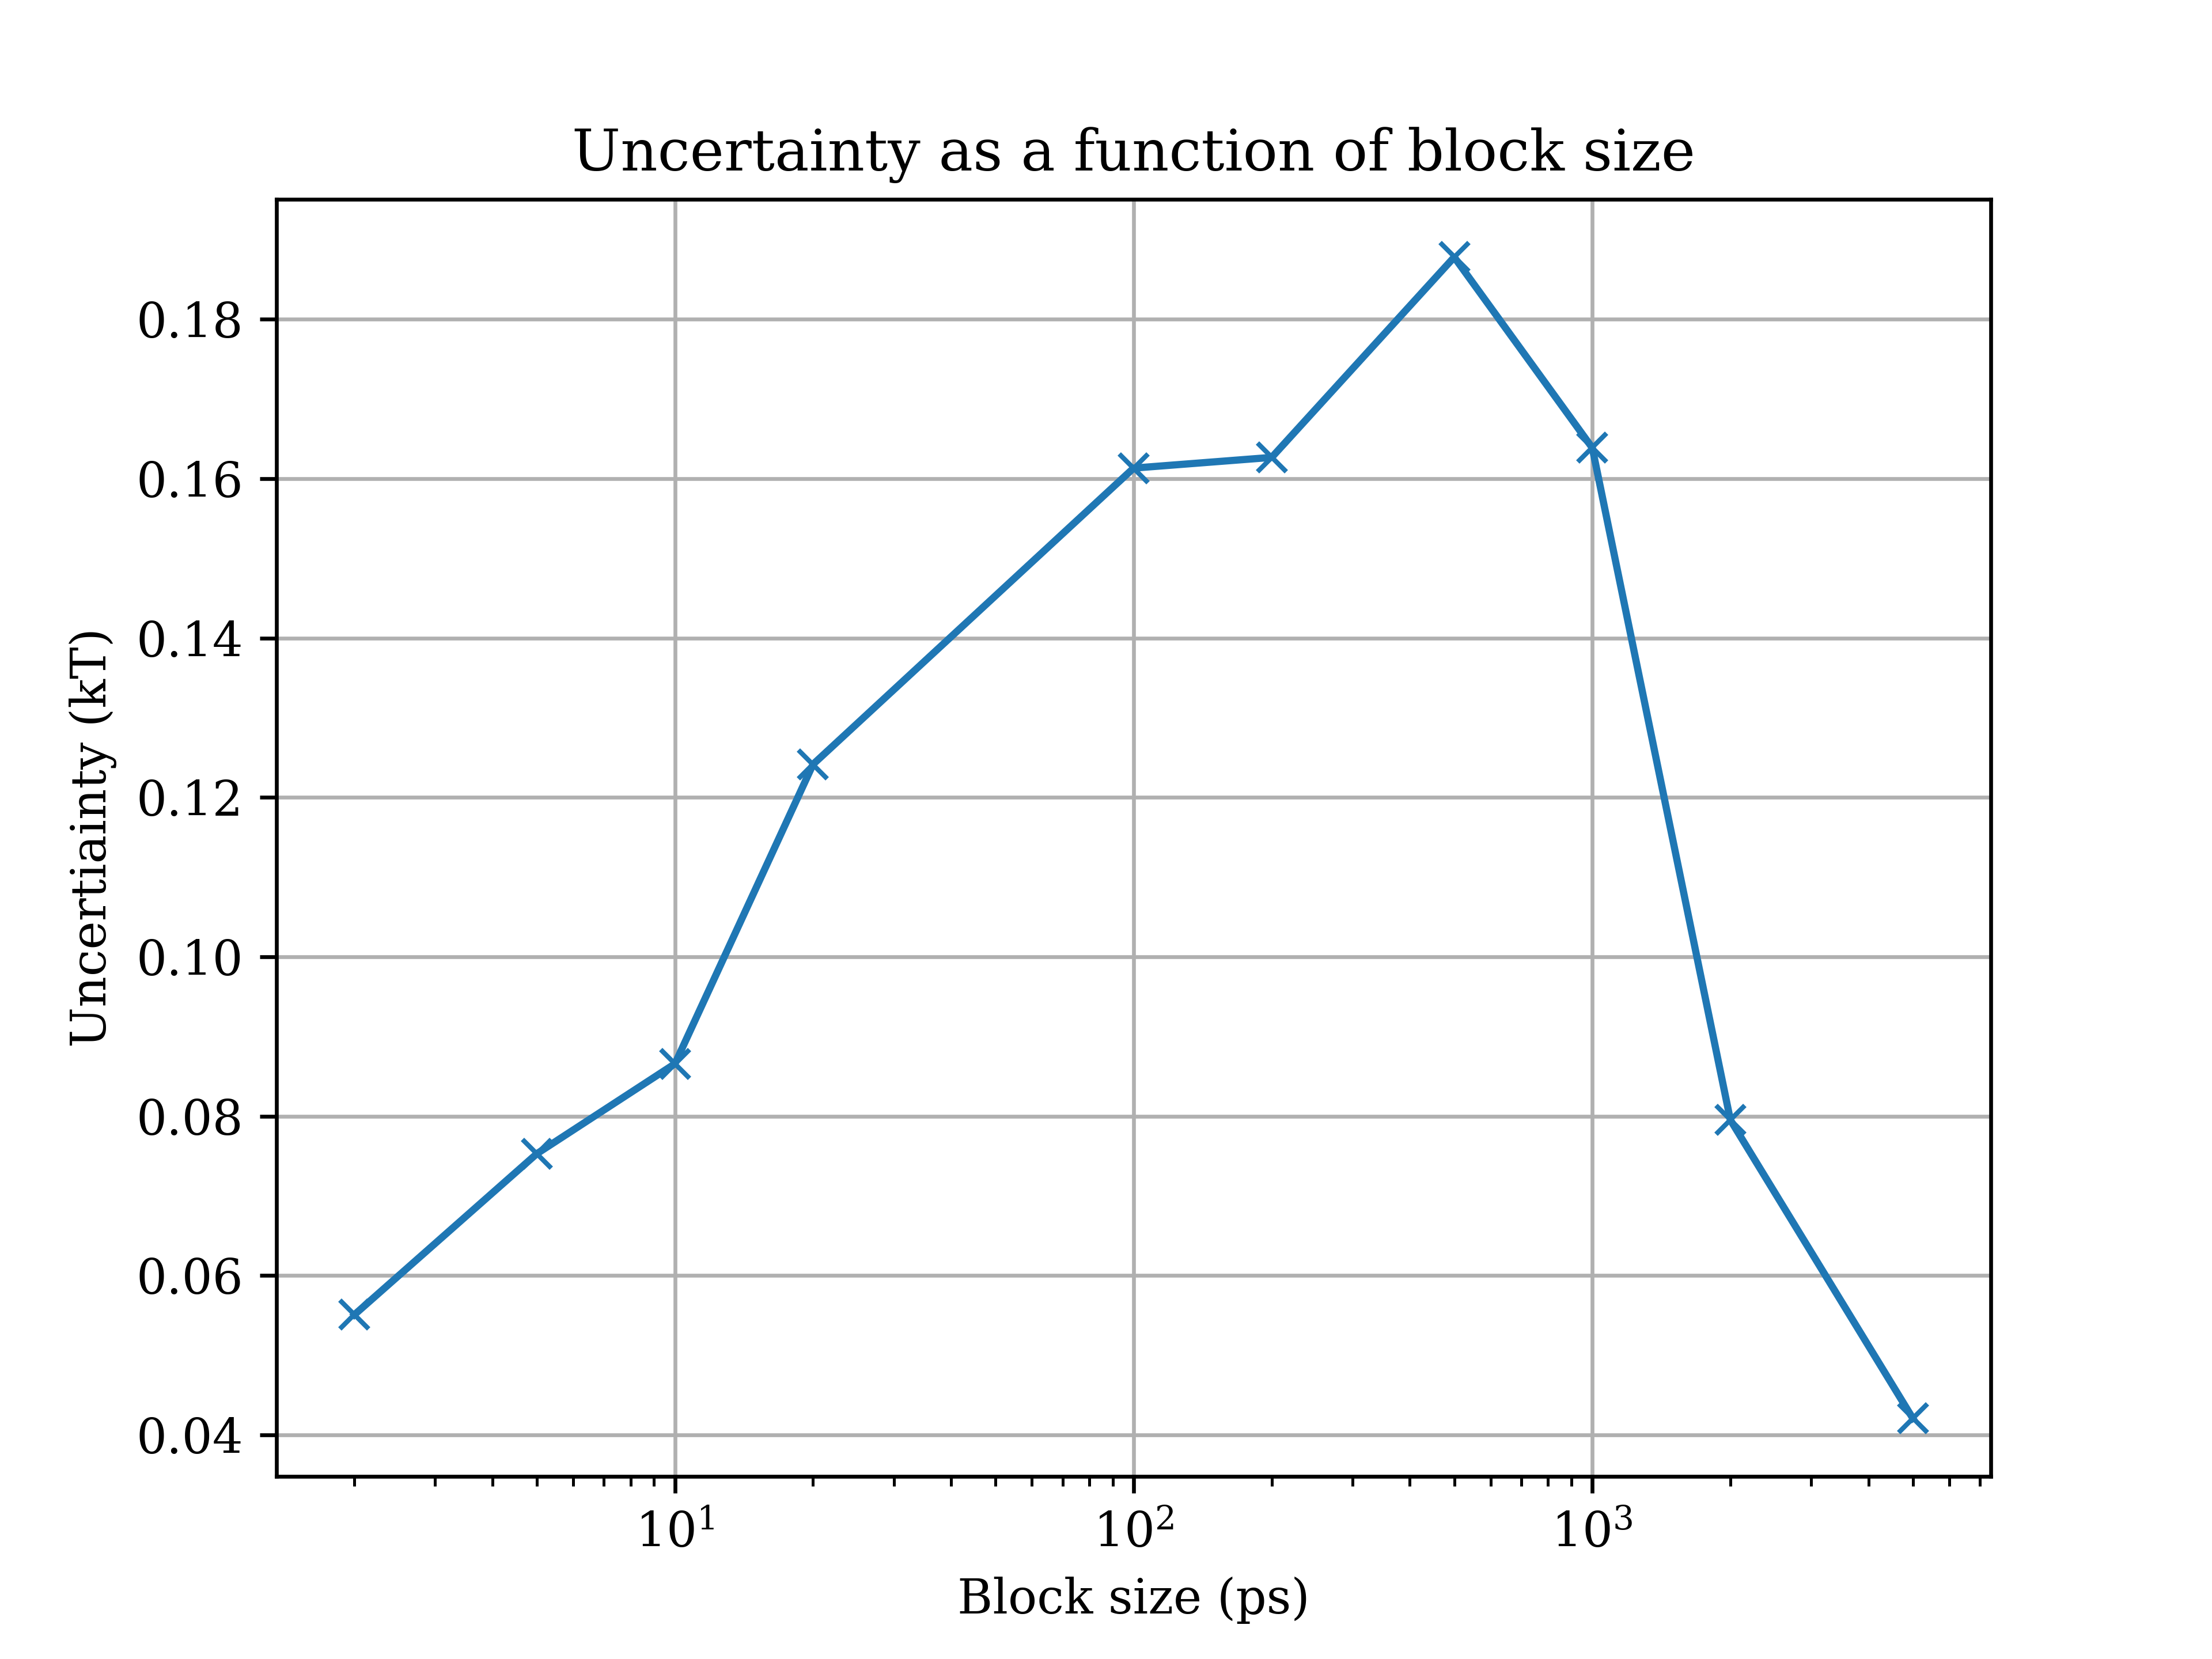 Uncertainty as a function of block size
0.18
0.16
0.14
0.12
0.10
0.08
0.06
0.04
Uncertiainty (kT)
10¹ 10² 10³
Block size (ps)